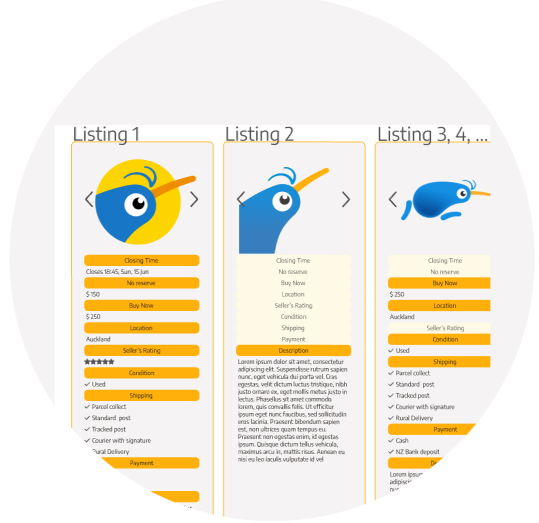 Listing 1
Closing Time
Closes 18:45, Sun, 15 Jun
No reserve
$ 150
Buy Now
$ 250
Location
Auckland
Seller's Rating
Condition
Used
Shipping
Parcel collect
Standard post
Tracked post
Courier with signature
Rural Delivery
Payment
Listing 2
Closing Time
No reserve
Buy Now
Location
Seller's Rating
Condition
Shipping
Payment
Description
Lorem ipsum dolor sit amet, consectetur
adipiscing elit. Suspendisse rutrum sapien
nunc, eget vehicula dui porta vel. Cras
egestas, velit dictum luctus tristique, nibh
justo ornare ex, eget mollis metus justo in
lectus. Phasellus sit amet commodo
lorem, quis convallis felis. Ut efficitur
ipsum eget nunc faucibus, sed sollicitudin
eros lacinia. Praesent bibendum sapien
est, non ultrices quam tempus eu.
Praesent non egestas enim, id egestas
ipsum. Quisque dictum tellus vehicula,
maximus arcu in, mattis risus. Aenean eu
nisi eu leo iaculis vulputate id vel
Listing 3, 4, ...
Closing Time
No reserve
Buy Now
$ 250
Location
Auckland
Seller's Rating
Condition
Used
Shipping
Parcel collect
Standard post
Tracked post
Courier with signature
Rural Delivery
Payment
Cash
NZ Bank deposit
Lorem